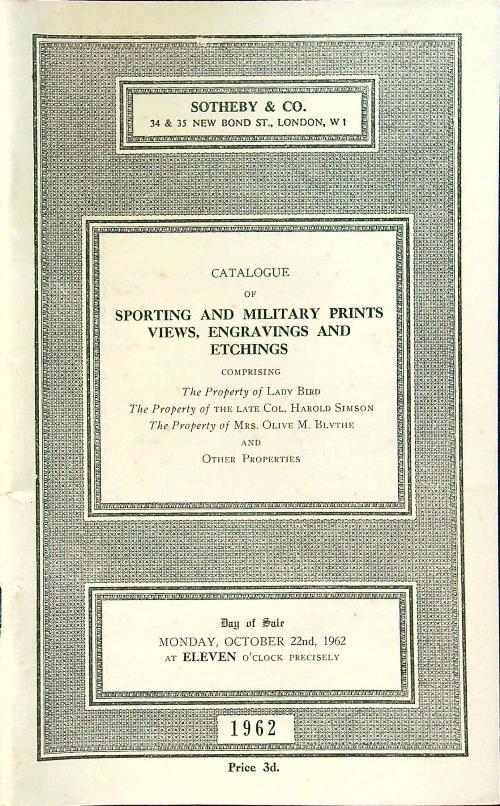 SOTHEBY & CO.
34 & 35 NEW BOND ST., LONDON, W 1
CATALOGUE
OF
SPORTING AND MILITARY PRINTS
VIEWS, ENGRAVINGS AND
ETCHINGS
COMPRISING
The Property of LADY BIRD
The Property of THE LATE COL. HAROLD SIMSON
The Property of MRS. OLIVE M. BLYTHE
AND
OTHER PROPERTIES
Day of Sale
MONDAY, OCTOBER 22nd, 1962
AT ELEVEN O'CLOCK PRECISELY
1962
Price 3d.